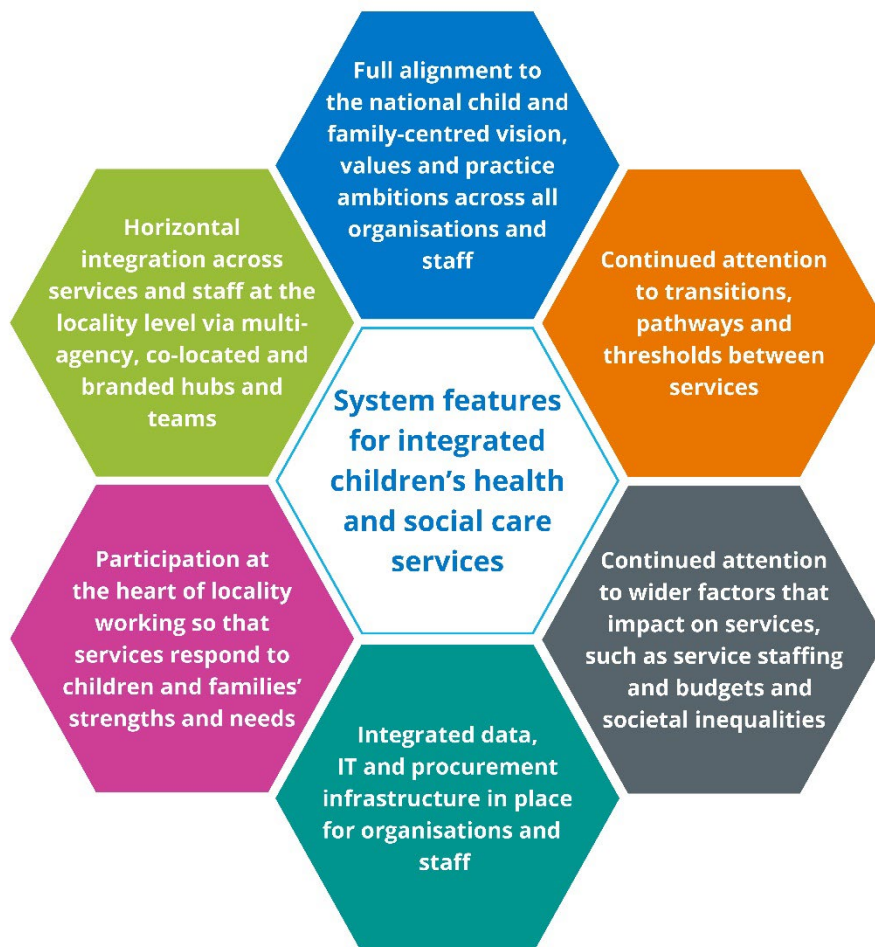 Full alignment to
the national child and
family-centred vision,
values and practice
ambitions across all
organisations and
staff
Horizontal
integration across
services and staff at the
locality level via multi-
agency, co-located and
branded hubs and
teams
Continued attention
to transitions,
pathways and
thresholds between
services
System features
for integrated
children’s health
and social care
services
Participation at
the heart of locality
working so that
services respond to
children and families’
strengths and needs
Continued attention
to wider factors that
impact on services,
such as service staffing
and budgets and
societal inequalities
Integrated data,
IT and procurement
infrastructure in place
for organisations and
staff